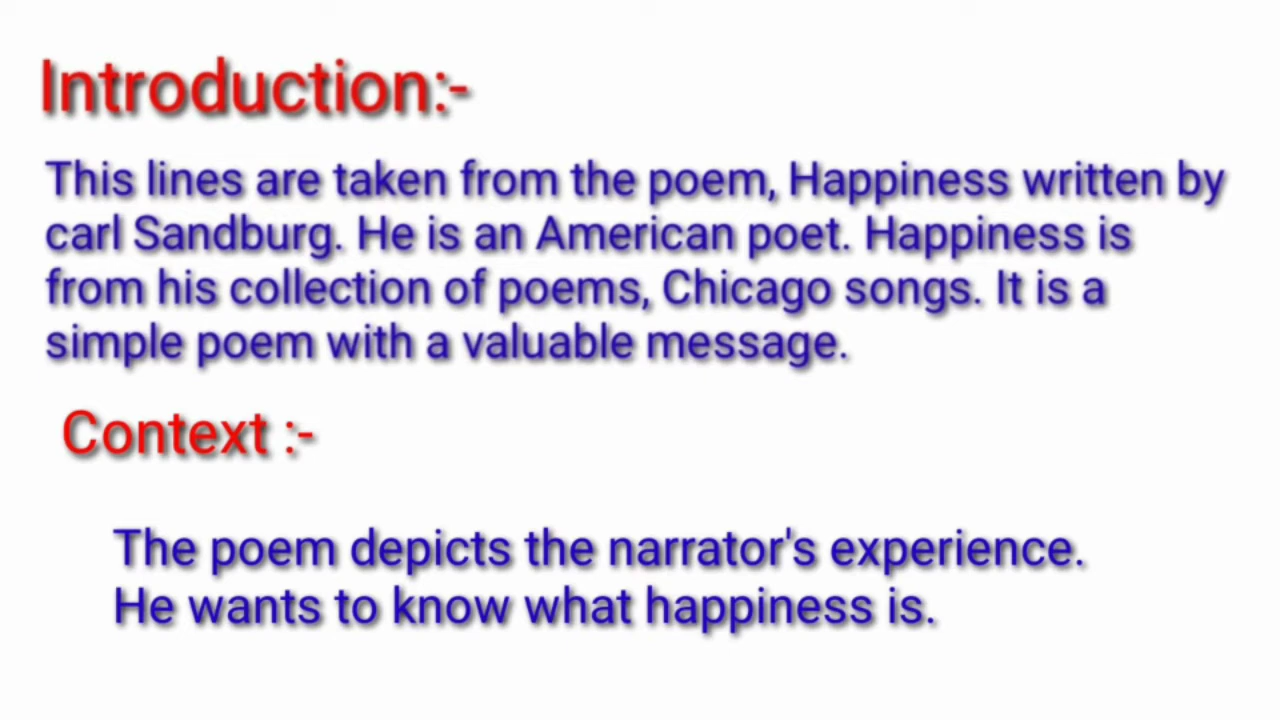 Introduction:-
This lines are taken from the poem, Happiness written by
carl Sandburg. He is an American poet. Happiness is
from his collection of poems, Chicago songs. It is a
simple poem with a valuable message.
Context :-
The poem depicts the narrator's experience.
He wants to know what happiness is.